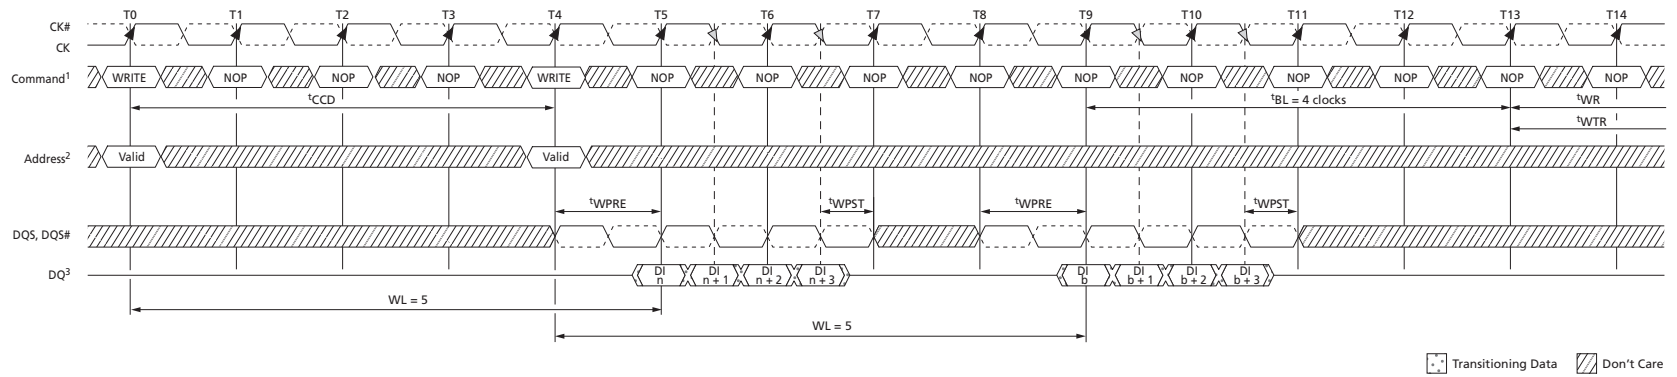 T0 T1 T2 T3 T4 T5 T6 T7 T8 T9 T10 T11 T12 T13 T14
CK#
CK
Command1 WRITE NOP NOP NOP WRITE NOP NOP NOP NOP NOP NOP NOP NOP NOP NOP
tCCD tBL = 4 clocks tWR
tWTR
Address2 Valid Valid
tWPRE tWPST tWPRE tWPST
DQS, DQS#
DQ3 DI n DI n + 1 DI n + 2 DI n + 3 DI b DI b + 1 DI b + 2 DI b + 3
WL = 5
WL = 5
Transitioning Data Don't Care